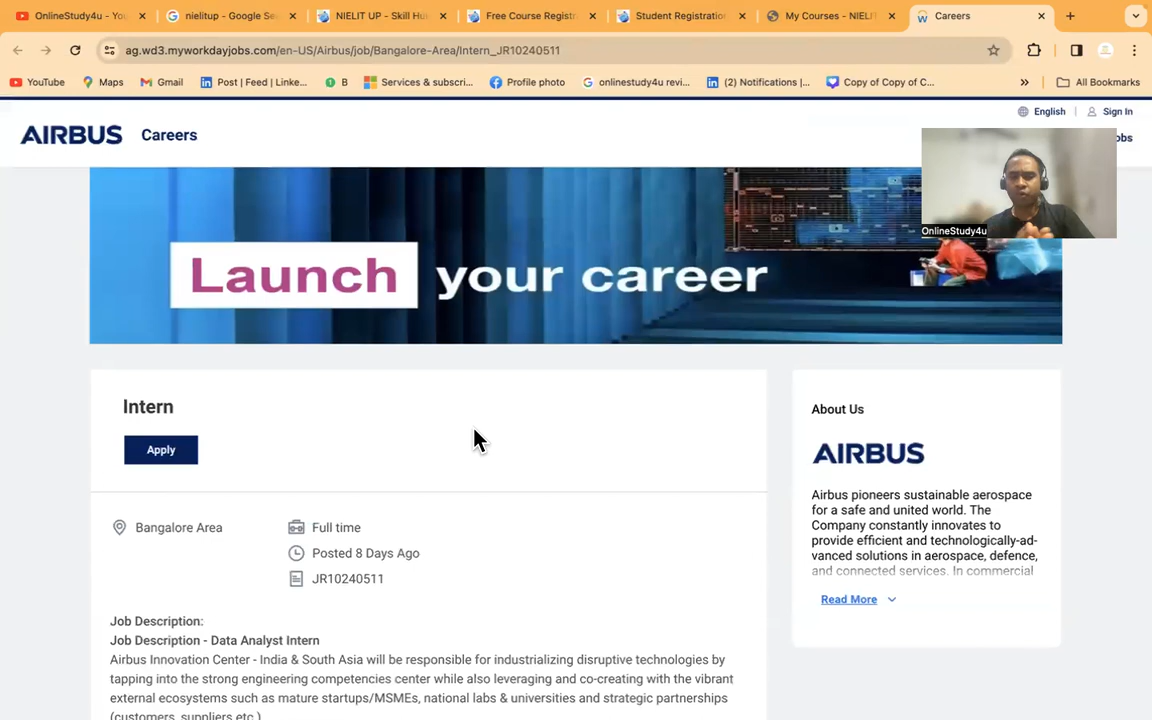 OnlineStudy4u - You
nielitup - Google Se
NIELIT UP - Skill Hu
Free Course Registr
Student Registratio
My Courses - NIELI
Careers
ag.wd3.myworkdayjobs.com/en-US/Airbus/job/Bangalore-Area/Intern_JR10240511
YouTube
Maps
Gmail
Post | Feed | Linke...
B
Services & subscri...
Profile photo
onlinestudy4u revi...
(2) Notifications |...
Copy of Copy of C...
»
All Bookmarks
English
Sign In
AIRBUS
Careers
obs
OnlineStudy4u
Launch your career
Intern
Apply
Bangalore Area
Full time
Posted 8 Days Ago
JR10240511
Job Description:
Job Description - Data Analyst Intern
Airbus Innovation Center - India & South Asia will be responsible for industrializing disruptive technologies by
tapping into the strong engineering competencies center while also leveraging and co-creating with the vibrant
external ecosystems such as mature startups/MSMEs, national labs & universities and strategic partnerships
(customers, suppliers etc.)
About Us
AIRBUS
Airbus pioneers sustainable aerospace
for a safe and united world. The
Company constantly innovates to
provide efficient and technologically-ad-
vanced solutions in aerospace, defence,
and connected services. In commercial
Read More